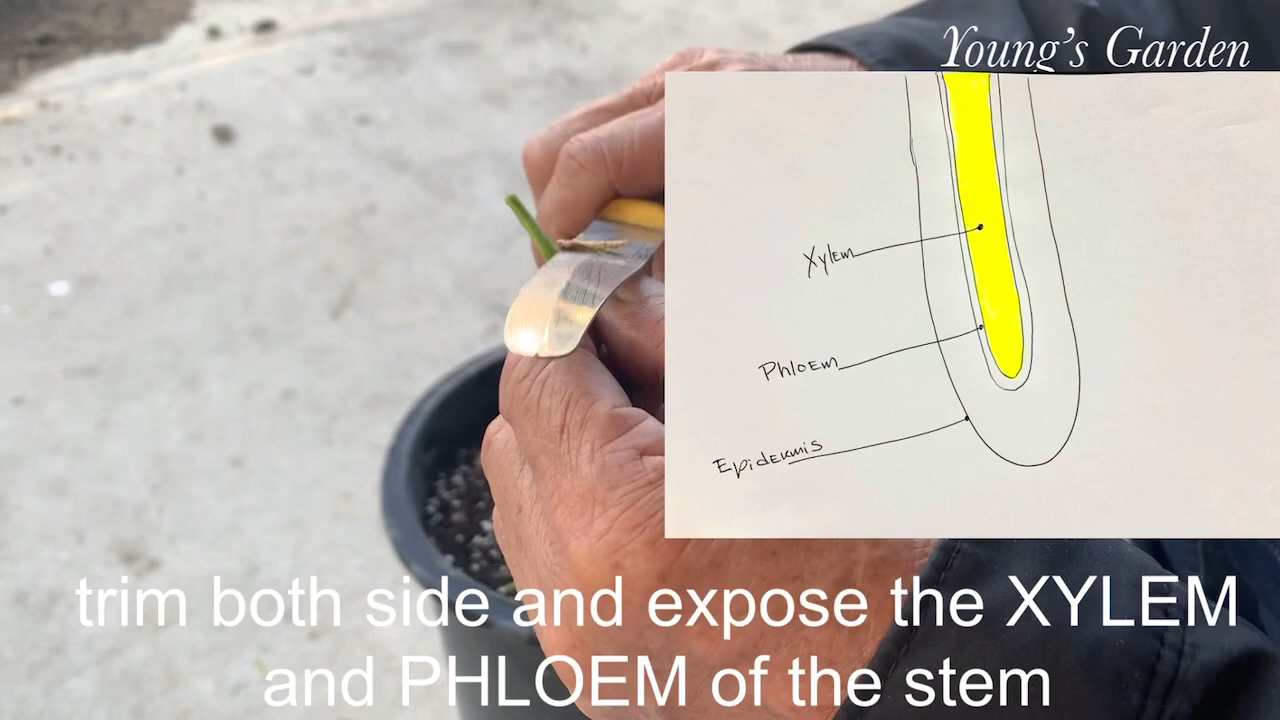 Young's Garden
Xylem
Phloem
Epidermis
trim both side and expose the XYLEM
and PHLOEM of the stem